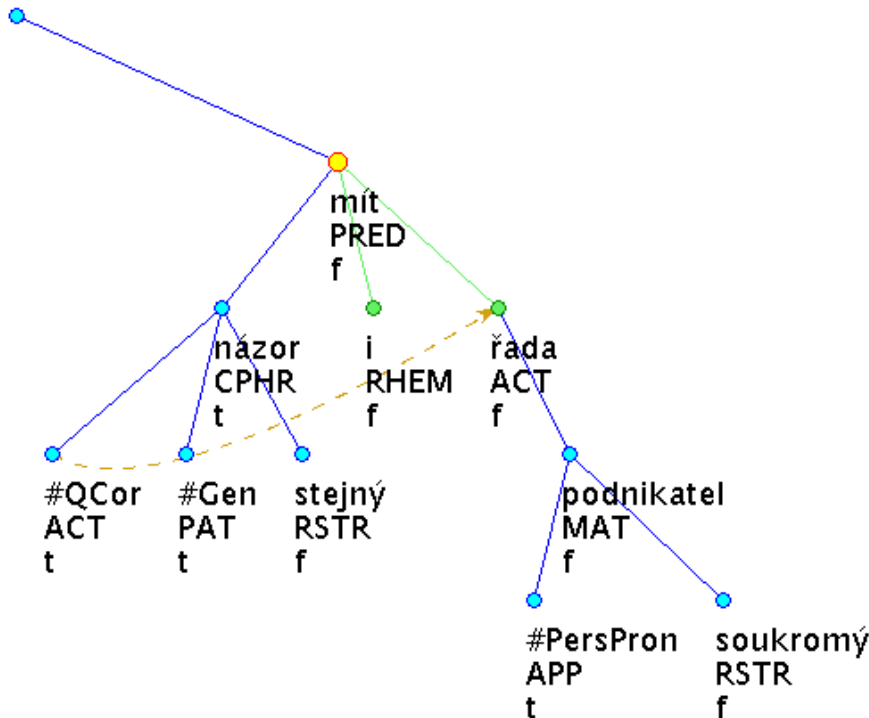 mít
PRED
f
názor
CPHR
t
i
RHEM
f
řada
ACT
f
#QCor
ACT
t
#Gen
PAT
t
stejný
RSTR
f
podnikatel
MAT
f
#PersPron
APP
t
soukromý
RSTR
f